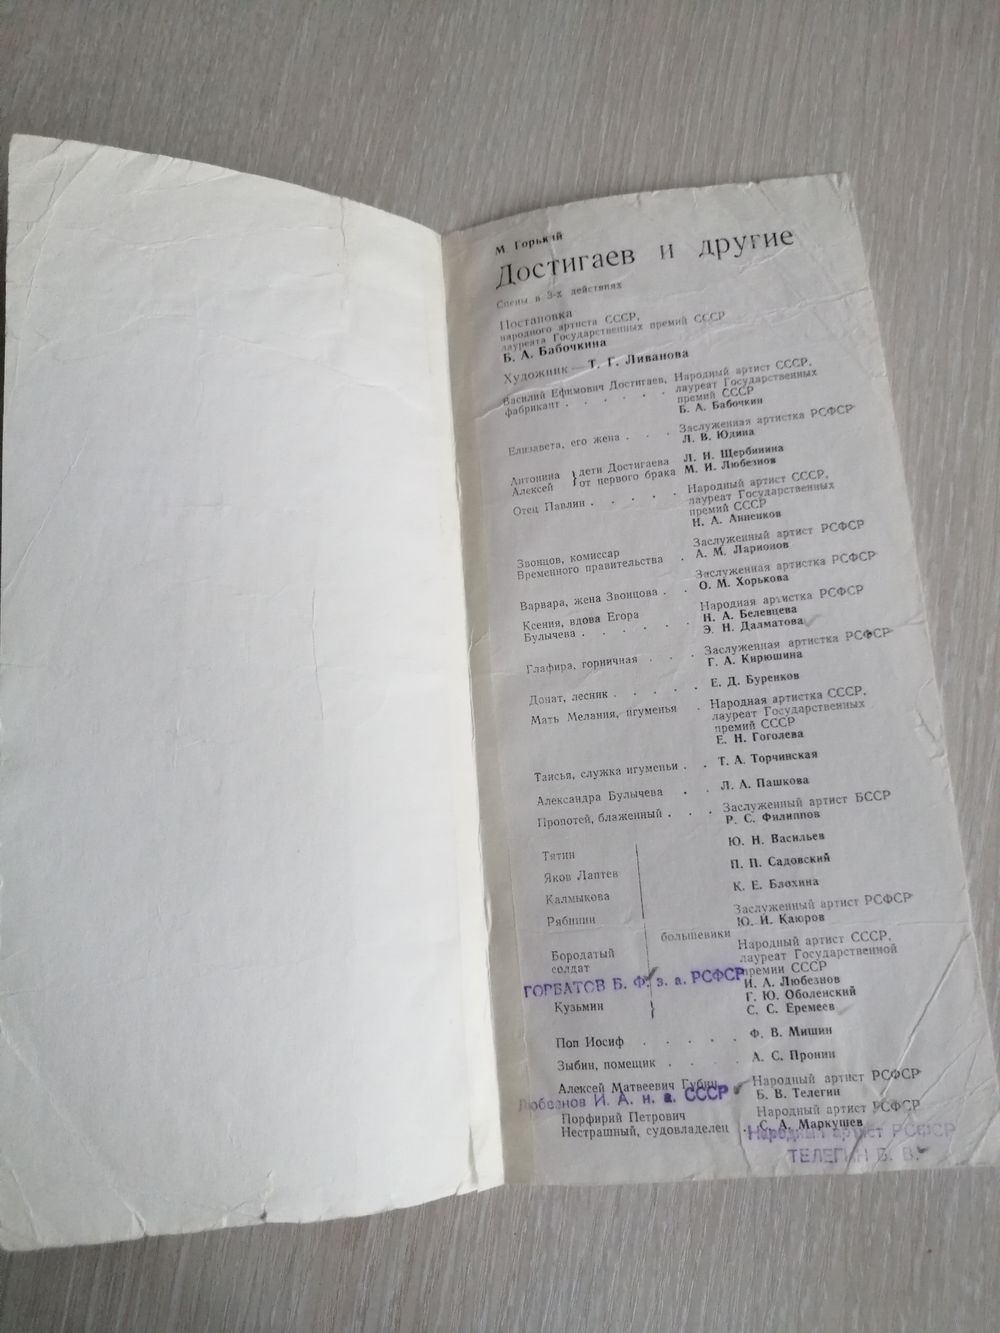 М. Горький
Достигаев и другие
Сцены в 3-х действиях
Постановка
народного артиста СССР,
лауреата Государственных премий СССР
Б. А. Бабочкина
Художник — Т. Г. Ливанова
Василий Ефимович Достигаев, фабрикант . . . . . . Народный артист СССР,
лауреат Государственных
премий СССР
Б. А. Бабочкин
Елизавета, его жена . . . Заслуженная артистка РСФСР
Л. В. Юдина
Антонина } дети Достигаева Л. Н. Щербинина
Алексей } от первого брака М. И. Любезнов
Отец Павлин . . . . . Народный артист СССР,
лауреат Государственных
премий СССР
Н. А. Анненков
Звонцов, комиссар Заслуженный артист РСФСР
Временного правительства . А. М. Ларионов
Варвара, жена Звонцова . . Заслуженная артистка РСФСР
О. М. Хорькова
Ксения, вдова Егора Народная артистка РСФСР
Булычева . . . . . . Н. А. Белевцева
Э. Н. Далматова
Глафира, горничная . . . Заслуженная артистка РСФСР
Г. А. Кирюшина
Донат, лесник . . . . . Е. Д. Буренков
Мать Мелания, игуменья . Народная артистка СССР,
лауреат Государственных
премий СССР
Е. Н. Гоголева
Таисья, служка игуменьи . . Т. А. Торчинская
Александра Булычева . . Л. А. Пашкова
Пропотей, блаженный . . . Заслуженный артист БССР
Р. С. Филиппов
Тятин Ю. Н. Васильев
Яков Лаптев П. П. Садовский
Калмыкова К. Е. Блохина
Рябинин Заслуженный артист РСФСР
Ю. И. Каюров
большевики
Бородатый Народный артист СССР,
солдат лауреат Государственной
премии СССР
ГОРБАТОВ Б. Ф. з. а. РСФСР
И. А. Любезнов
Г. Ю. Оболенский
Кузьмин С. С. Еремеев
Поп Иосиф . . . . . Ф. В. Мишин
Зыбин, помещик . . . . А. С. Пронин
Алексей Матвеевич Губин Народный артист РСФСР
Б. В. Телегин
Любезнов И. А. н. а. СССР
Порфирий Петрович Народный артист РСФСР
Нестрашный, судовладелец . С. А. Маркушев
Народный артист РСФСР
ТЕЛЕГИН Б. В.